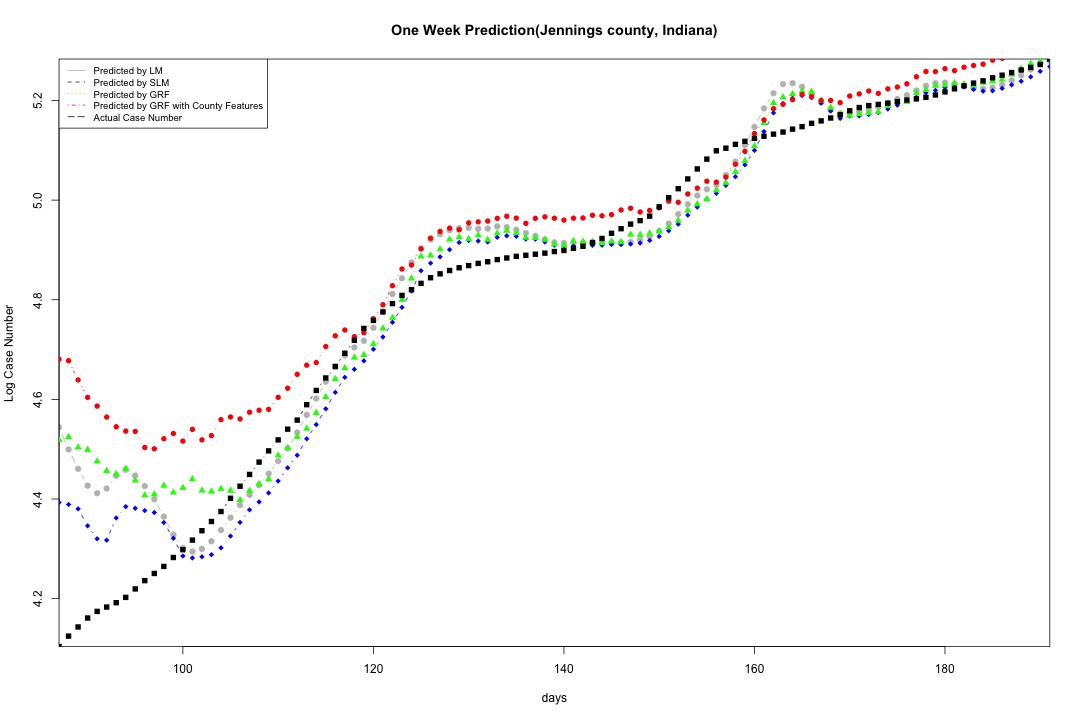 One Week Prediction(Jennings county, Indiana)
Predicted by LM
Predicted by SLM
Predicted by GRF
Predicted by GRF with County Features
Actual Case Number
5.2
5.0
4.8
4.6
4.4
4.2
Log Case Number
100 120 140 160 180
days